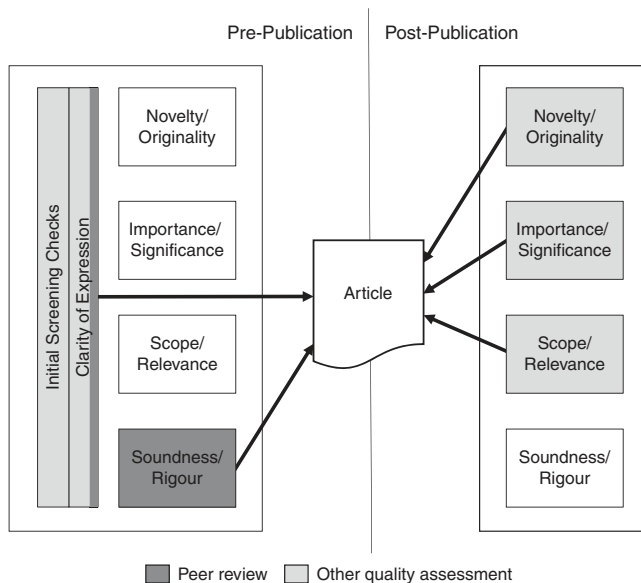 Pre-Publication
Post-Publication
Initial Screening Checks
Clarity of Expression
Novelty/
Originality
Importance/
Significance
Scope/
Relevance
Soundness/
Rigour
Article
Novelty/
Originality
Importance/
Significance
Scope/
Relevance
Soundness/
Rigour
Peer review
Other quality assessment